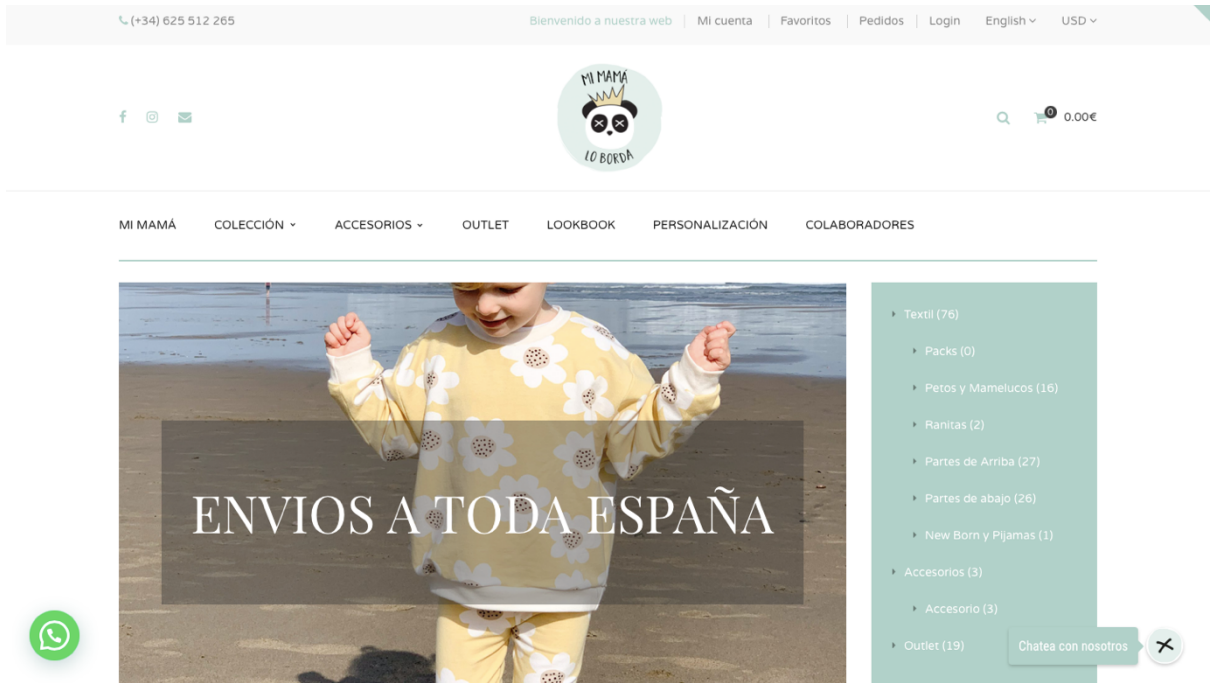 (+34) 625 512 265
Bienvenido a nuestra web
Mi cuenta
Favoritos
Pedidos
Login
English
USD
MI MAMÁ
LO BORDA
0
0.00€
MI MAMÁ
COLECCIÓN
ACCESORIOS
OUTLET
LOOKBOOK
PERSONALIZACIÓN
COLABORADORES
ENVIOS A TODA ESPAÑA
Textil (76)
Packs (0)
Petos y Mamelucos (16)
Ranitas (2)
Partes de Arriba (27)
Partes de abajo (26)
New Born y Pijamas (1)
Accesorios (3)
Accesorio (3)
Outlet (19)
Chatea con nosotros